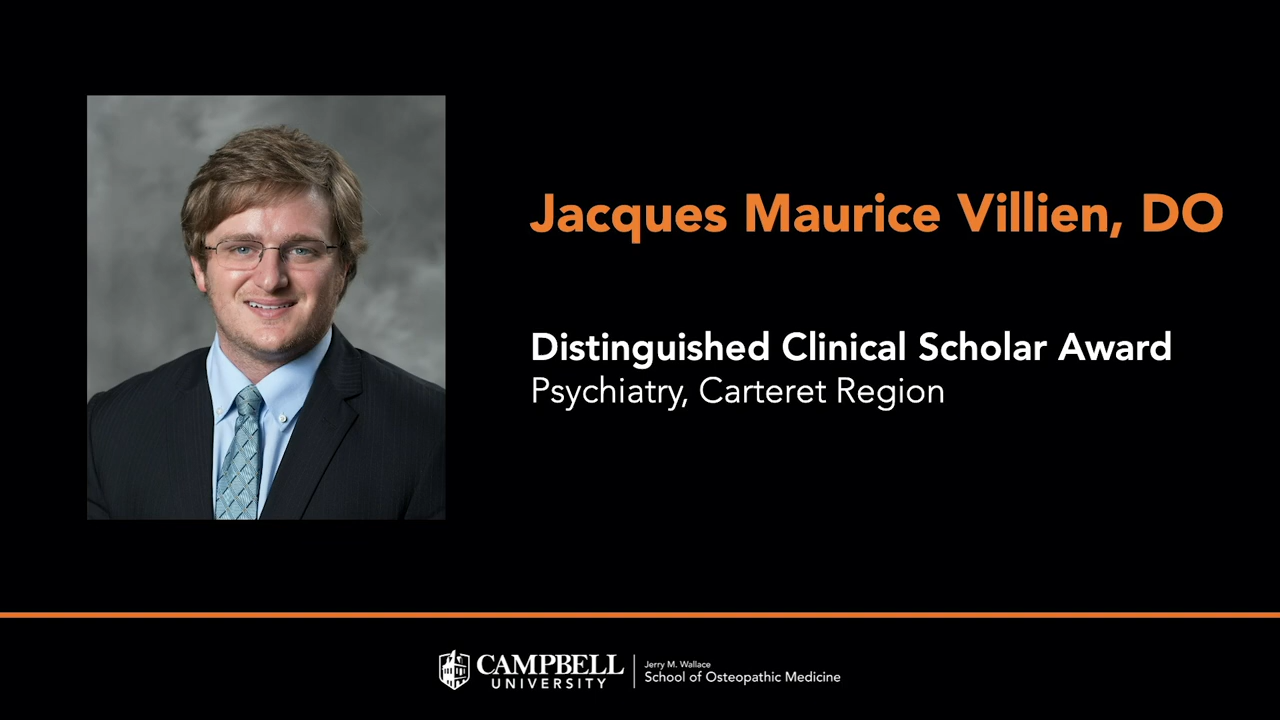 Jacques Maurice Villien, DO
Distinguished Clinical Scholar Award
Psychiatry, Carteret Region
CAMPBELL
UNIVERSITY
Jerry M. Wallace
School of Osteopathic Medicine